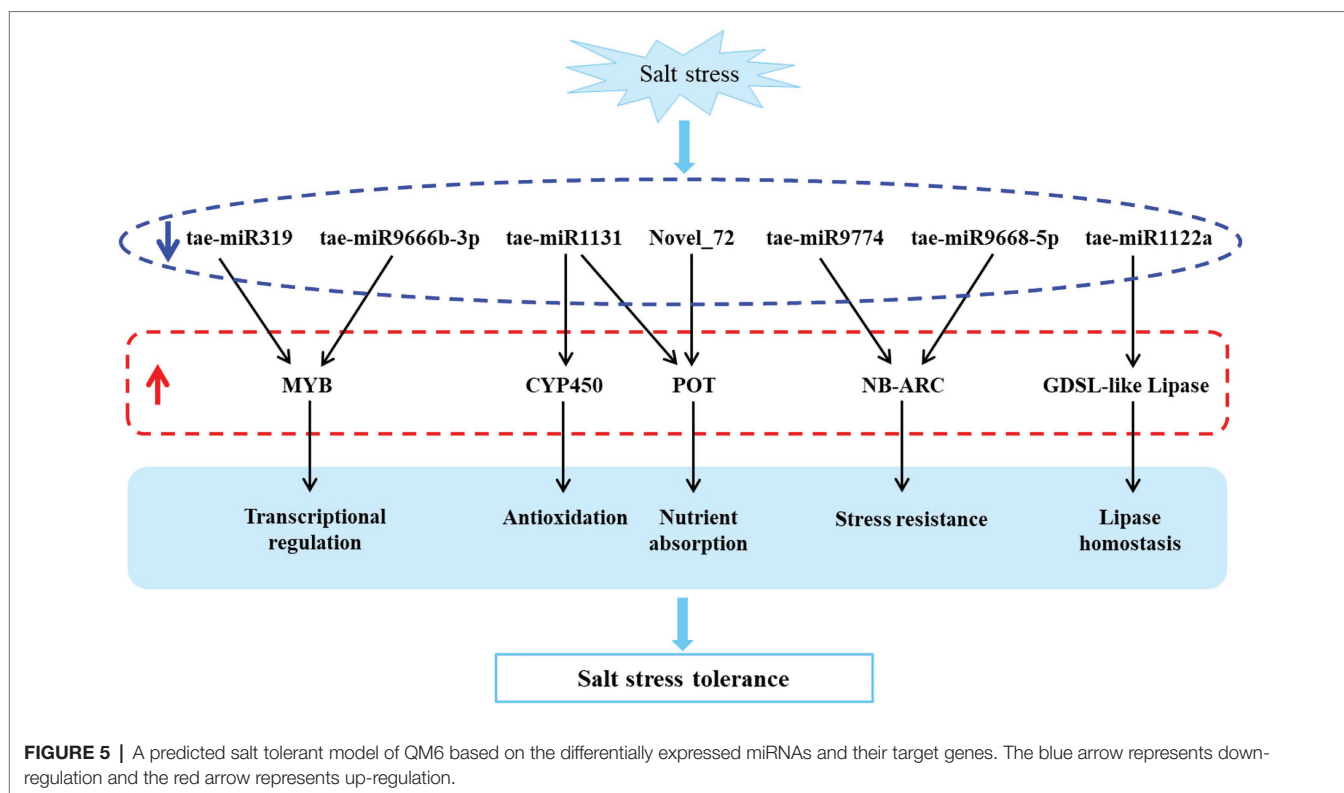 Salt stress
tae-miR319 tae-miR9666b-3p tae-miR1131 Novel_72 tae-miR9774 tae-miR9668-5p tae-miR1122a
MYB CYP450 POT NB-ARC GDSL-like Lipase
Transcriptional
regulation
Antioxidation
Nutrient
absorption
Stress resistance
Lipase
homostasis
Salt stress tolerance
FIGURE 5 | A predicted salt tolerant model of QM6 based on the differentially expressed miRNAs and their target genes. The blue arrow represents down-
regulation and the red arrow represents up-regulation.